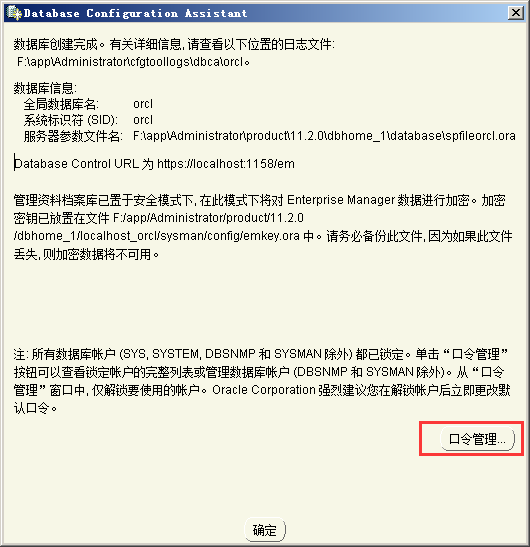 Database Configuration Assistant
数据库创建完成。有关详细信息, 请查看以下位置的日志文件:
F:\app\Administrator\cfgtoollogs\dbca\orcl。
数据库信息:
全局数据库名: orcl
系统标识符 (SID): orcl
服务器参数文件名: F:\app\Administrator\product\11.2.0\dbhome_1\database\spfileorcl.ora
Database Control URL 为 https://localhost:1158/em
管理资料档案库已置于安全模式下, 在此模式下将对 Enterprise Manager 数据进行加密。加密
密钥已放置在文件 F:/app/Administrator/product/11.2.0
/dbhome_1/localhost_orcl/sysman/config/emkey.ora 中。请务必备份此文件, 因为如果此文件
丢失, 则加密数据将不可用。
注: 所有数据库帐户 (SYS, SYSTEM, DBSNMP 和 SYSMAN 除外) 都已锁定。单击“口令管理”
按钮可以查看锁定帐户的完整列表或管理数据库帐户 (DBSNMP 和 SYSMAN 除外)。从“口令
管理”窗口中, 仅解锁要使用的帐户。Oracle Corporation 强烈建议您在解锁帐户后立即更改默
认口令。
口令管理...
确定